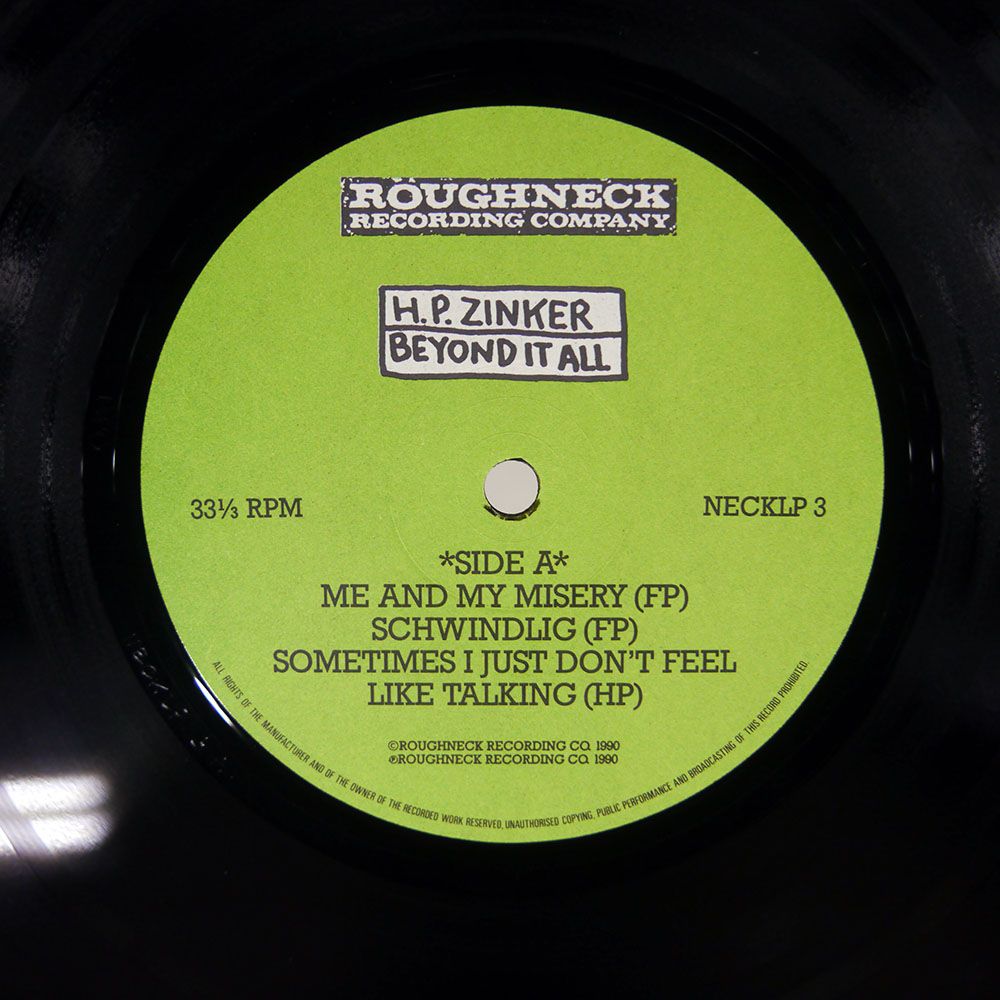 ROUGHNECK
RECORDING COMPANY
H.P. ZINKER
BEYOND IT ALL
33⅓ RPM
NECKLP 3
*SIDE A*
ME AND MY MISERY (FP)
SCHWINDLIG (FP)
SOMETIMES I JUST DON'T FEEL
LIKE TALKING (HP)
©ROUGHNECK RECORDING CO. 1990
℗ROUGHNECK RECORDING CO. 1990
ALL RIGHTS OF THE MANUFACTURER AND OF THE OWNER OF THE RECORDED WORK RESERVED, UNAUTHORISED COPYING, PUBLIC PERFORMANCE AND BROADCASTING OF THIS RECORD PROHIBITED.